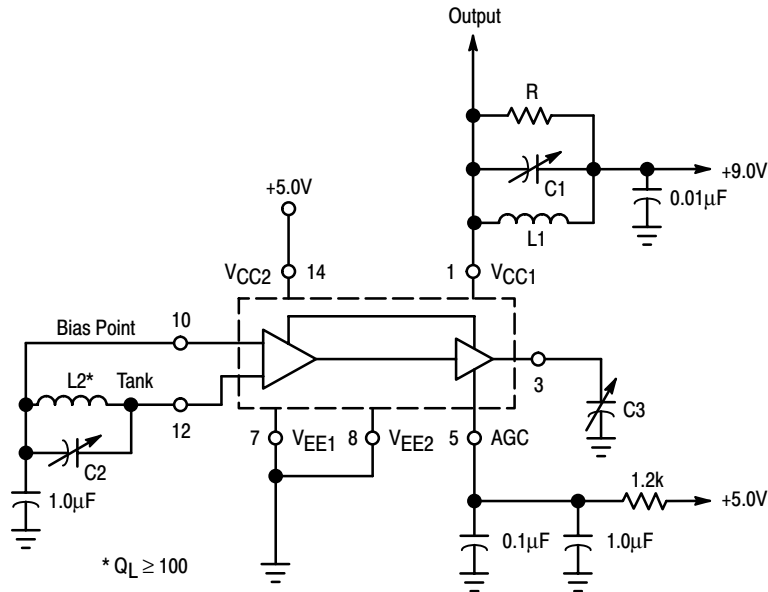 Output
R
C1
+9.0V
0.01μF
L1
+5.0V
VCC2 14
1 VCC1
Bias Point 10
L2* Tank
12
C2
1.0μF
3
C3
7 VEE1
8 VEE2
5 AGC
1.2k
+5.0V
0.1μF
1.0μF
* QL ≥ 100